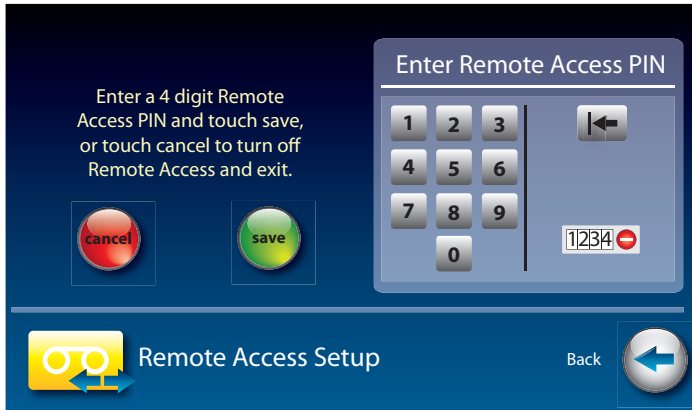 Enter Remote Access PIN
Enter a 4 digit Remote
Access PIN and touch save,
or touch cancel to turn off
Remote Access and exit.
cancel
save
1 2 3
4 5 6
7 8 9
0
1234
Remote Access Setup
Back